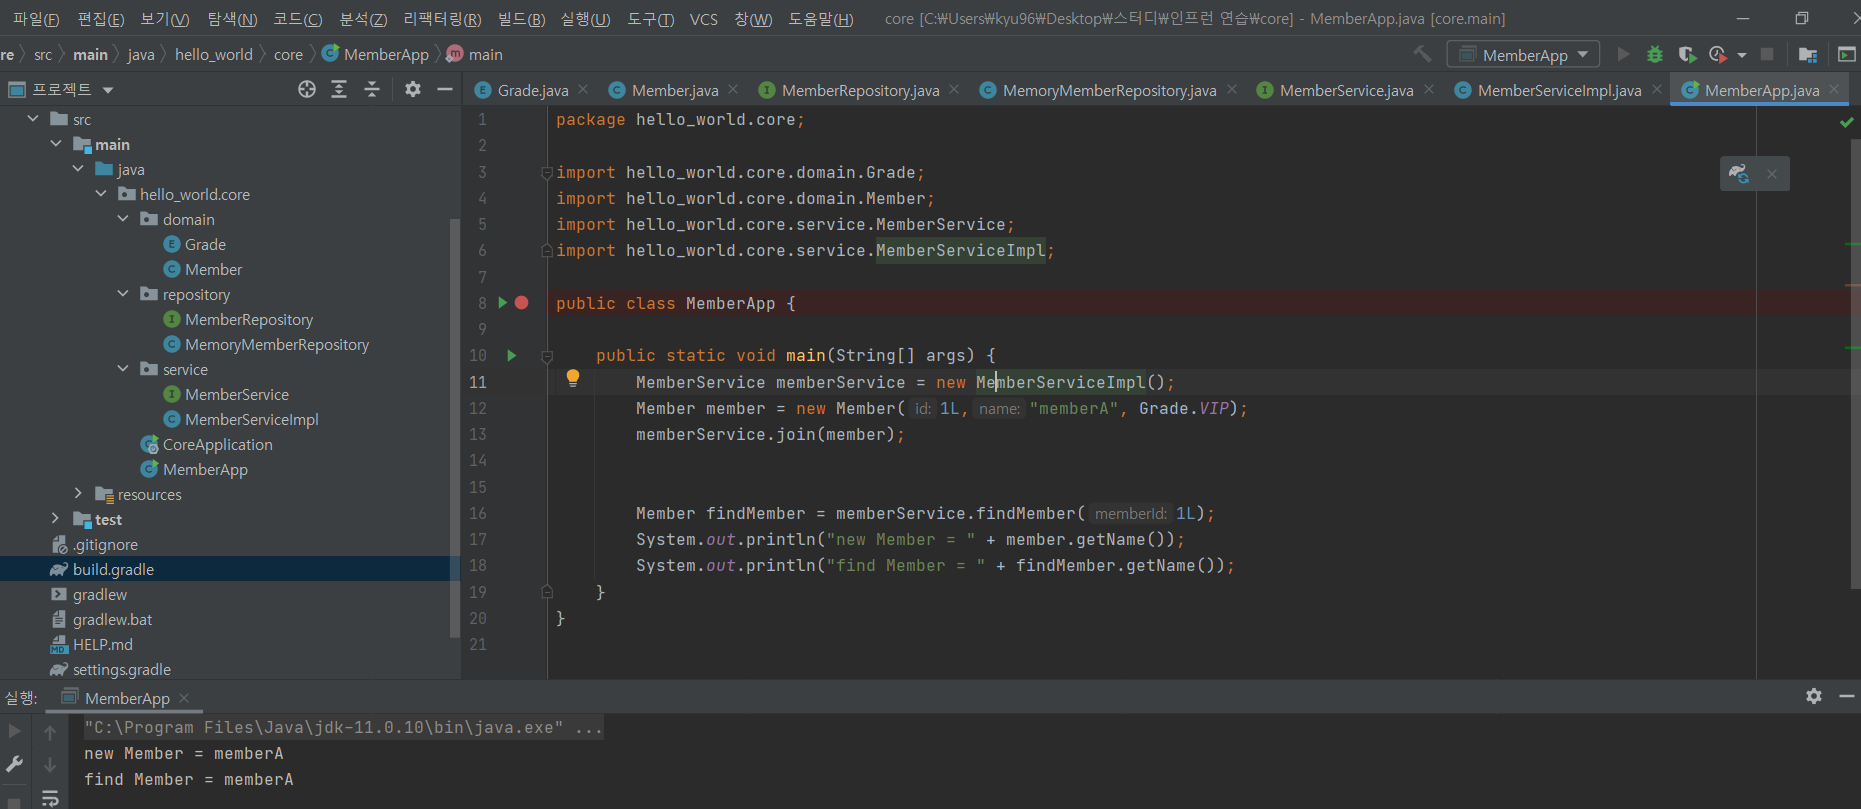 파일(F) 편집(E) 보기(V) 탐색(N) 코드(C) 분석(Z) 리팩터링(R) 빌드(B) 실행(U) 도구(T) VCS 창(W) 도움말(H) core [C:₩Users₩kyu96₩Desktop₩스터디₩인프런 연습₩core] - MemberApp.java [core.main]
re src main java hello_world core MemberApp main MemberApp
프로젝트
Grade.java Member.java MemberRepository.java MemoryMemberRepository.java MemberService.java MemberServiceImpl.java MemberApp.java
src
main
java
hello_world.core
domain
Grade
Member
repository
MemberRepository
MemoryMemberRepository
service
MemberService
MemberServiceImpl
CoreApplication
MemberApp
resources
test
.gitignore
build.gradle
gradlew
gradlew.bat
HELP.md
settings.gradle
1 package hello_world.core;
2
3 import hello_world.core.domain.Grade;
4 import hello_world.core.domain.Member;
5 import hello_world.core.service.MemberService;
6 import hello_world.core.service.MemberServiceImpl;
7
8 public class MemberApp {
9
10 public static void main(String[] args) {
11 MemberService memberService = new MemberServiceImpl();
12 Member member = new Member( id: 1L, name: "memberA", Grade.VIP);
13 memberService.join(member);
14
15
16 Member findMember = memberService.findMember( memberId: 1L);
17 System.out.println("new Member = " + member.getName());
18 System.out.println("find Member = " + findMember.getName());
19 }
20 }
21
실행: MemberApp
"C:\Program Files\Java\jdk-11.0.10\bin\java.exe" ...
new Member = memberA
find Member = memberA